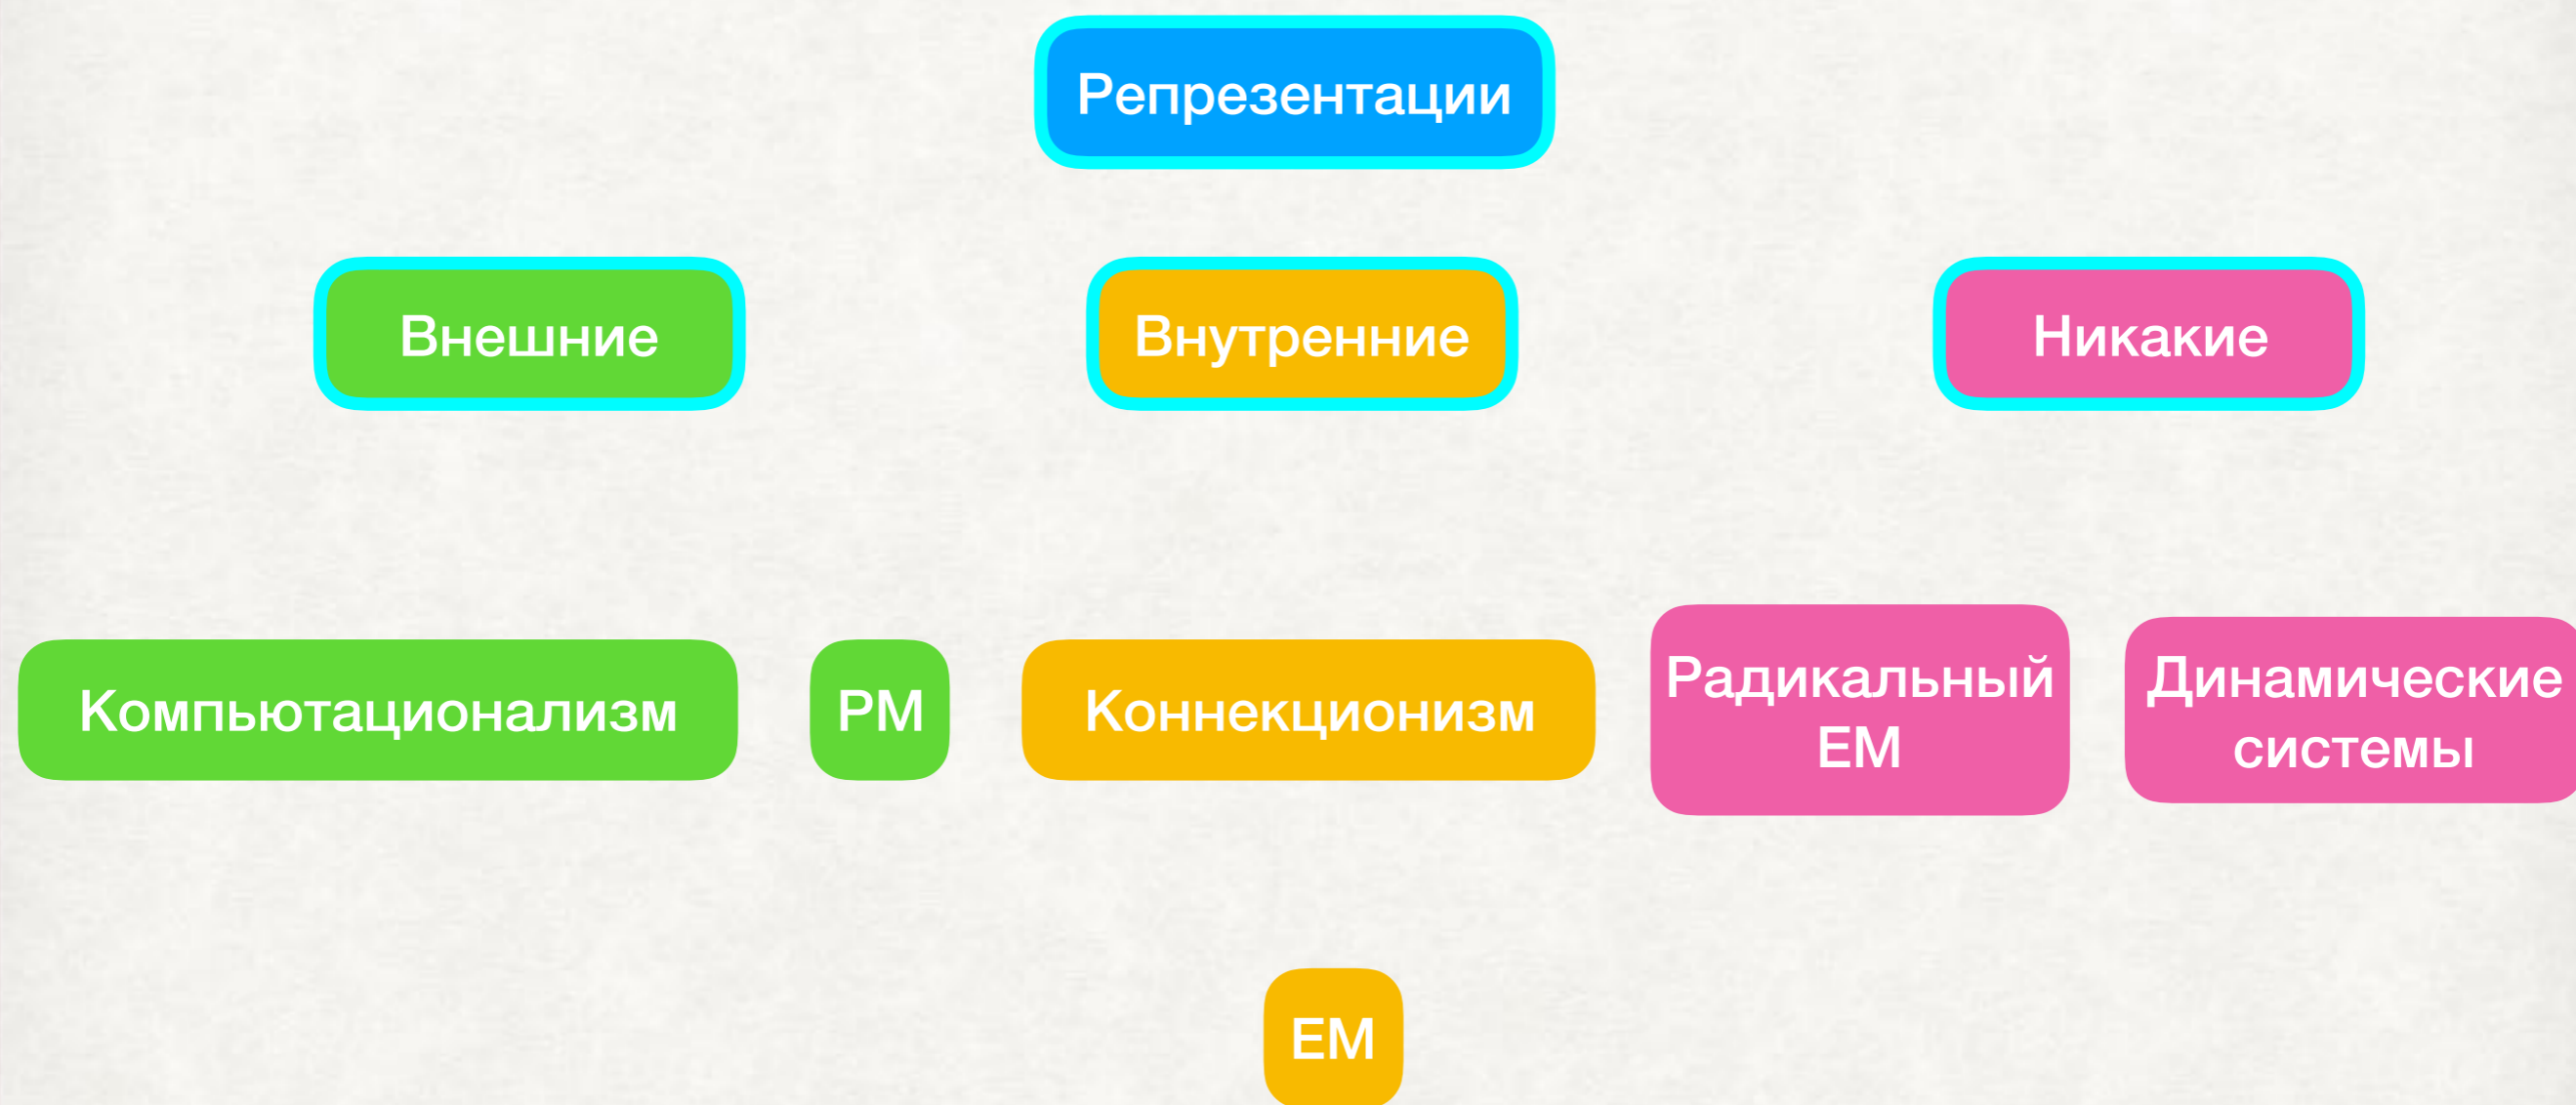 Репрезентации
Внешние
Внутренние
Никакие
Компьютационализм
РМ
Коннекционизм
Радикальный
ЕМ
Динамические
системы
ЕМ